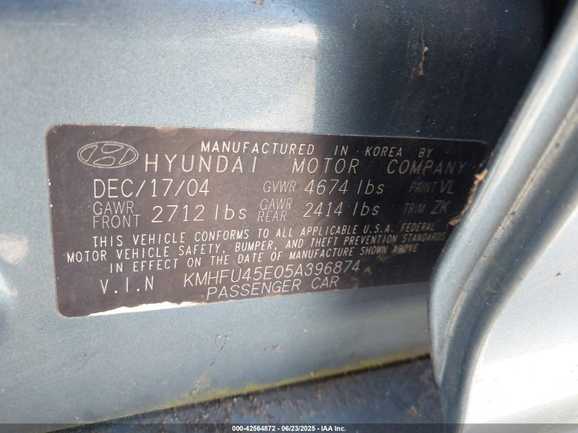 MANUFACTURED IN KOREA BY
HYUNDAI MOTOR COMPANY
DEC/17/04 GVWR 4674 lbs PAINT VL
GAWR FRONT 2712 lbs GAWR REAR 2414 lbs TRIM ZK
THIS VEHICLE CONFORMS TO ALL APPLICABLE U.S.A. FEDERAL
MOTOR VEHICLE SAFETY, BUMPER, AND THEFT PREVENTION STANDARDS
IN EFFECT ON THE DATE OF MANUFACTURE SHOWN ABOVE
V.I.N KMHFU45E05A396874
PASSENGER CAR
000-42564872 - 06/23/2025 - IAA Inc.